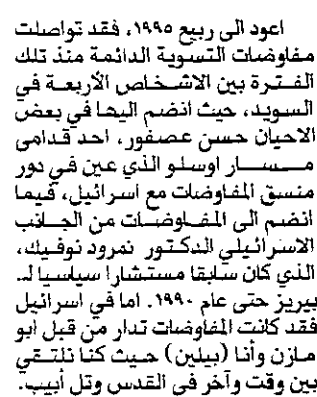 اعود الى ربيع ١٩٩٥، فقد تواصلت
مفاوضات التسوية الدائمة منذ تلك
الفترة بين الاشخاص الأربعة في
السويد، حيث انضم اليها في بعض
الاحيان حسن عصفور، احد قدامى
مسار اوسلو الذي عين في دور
منسق المفاوضات مع اسرائيل، فيما
انضم الى المفاوضات من الجانب
الاسرائيلي الدكتور نمرود نوفيك،
الذي كان سابقا مستشارا سياسيا لـ
بيريز حتى عام ١٩٩٠. اما في اسرائيل
فقد كانت المفاوضات تدار من قبل ابو
مازن وأنا (بيلين) حيث كنا نلتقي
بين وقت وآخر في القدس وتل أبيب.